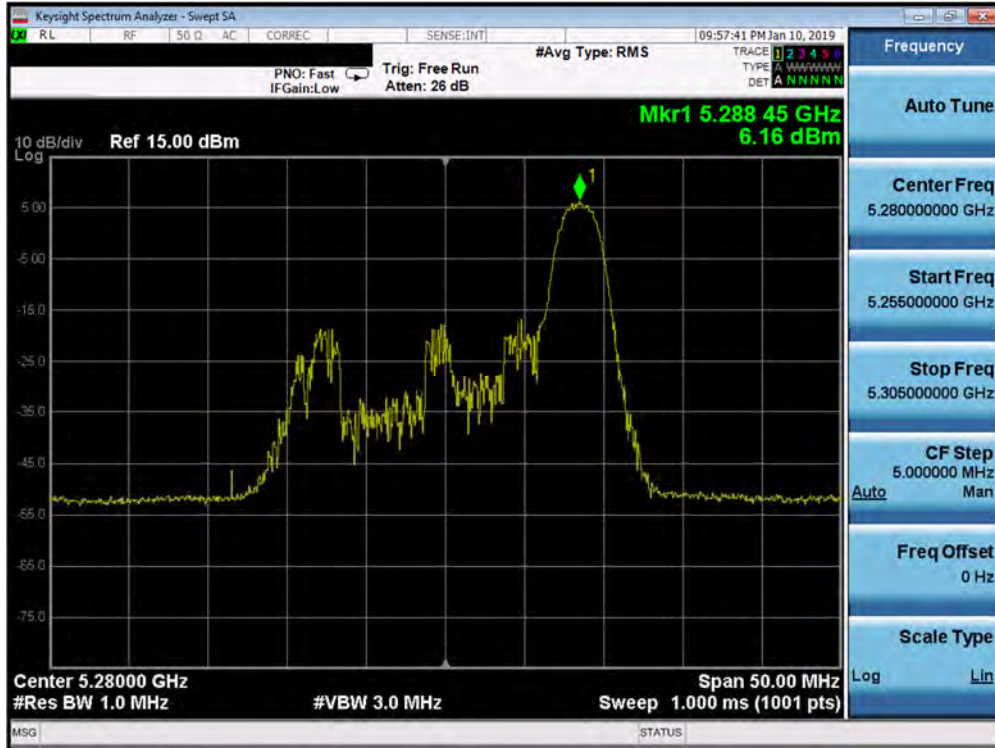 Keysight Spectrum Analyzer - Swept SA
RL RF 50 Ω AC CORREC SENSE:INT 09:57:41 PM Jan 10, 2019
#Avg Type: RMS TRACE 1 2 3 4 5 6
PNO: Fast Trig: Free Run TYPE A WWWWW
IFGain:Low Atten: 26 dB DET A N N N N N
Mkr1 5.288 45 GHz
6.16 dBm
10 dB/div Ref 15.00 dBm
Log
1
5.00
-5.00
-15.0
-25.0
-35.0
-45.0
-55.0
-65.0
-75.0
Center 5.28000 GHz Span 50.00 MHz
#Res BW 1.0 MHz #VBW 3.0 MHz Sweep 1.000 ms (1001 pts)
MSG STATUS
Frequency
Auto Tune
Center Freq
5.280000000 GHz
Start Freq
5.255000000 GHz
Stop Freq
5.305000000 GHz
CF Step
5.000000 MHz
Auto Man
Freq Offset
0 Hz
Scale Type
Log Lin